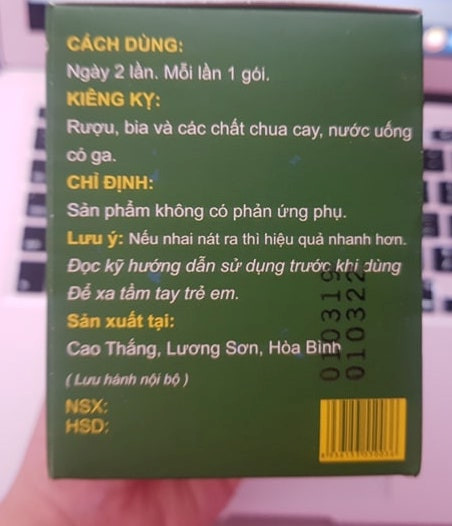 CÁCH DÙNG:
Ngày 2 lần. Mỗi lần 1 gói.
KIÊNG KỴ:
Rượu, bia và các chất chua cay, nước uống
cỏ ga.
CHỈ ĐỊNH:
Sản phẩm không có phản ứng phụ.
Lưu ý: Nếu nhai nát ra thì hiệu quả nhanh hơn.
Đọc kỹ hướng dẫn sử dụng trước khi dùng
Để xa tầm tay trẻ em.
Sản xuất tại:
Cao Thắng, Lương Sơn, Hòa Bình
( Lưu hành nội bộ )
NSX:
HSD:
010319
010322